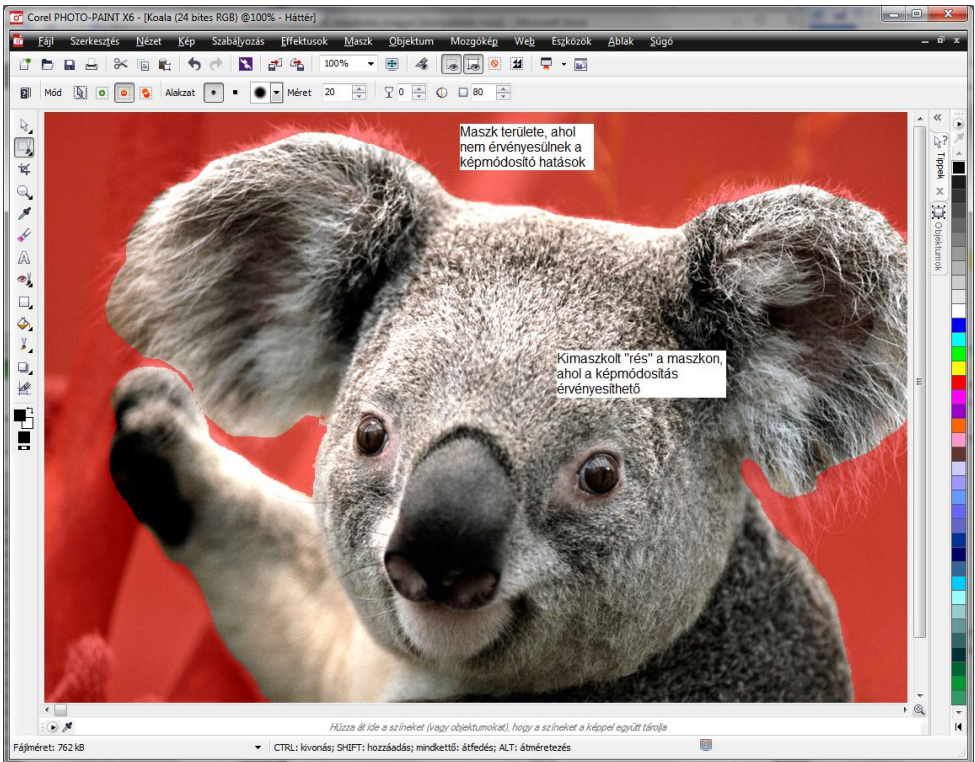 Corel PHOTO-PAINT X6 - [Koala (24 bites RGB) @100% - Háttér]
Fájl Szerkesztés Nézet Kép Szabályozás Effektusok Maszk Objektum Mozgókép Web Eszközök Ablak Súgó
100%
Mód Alakzat Méret 20 0 80
Maszk területe, ahol
nem érvényesülnek a
képmódosító hatások
Kimaszkolt "rés" a maszkon,
ahol a képmódosítás
érvényesíthető
Tippek
Objektumok
Húzza át ide a színeket (vagy objektumokat), hogy a színeket a képpel együtt tárolja
Fájlméret: 762 kB
CTRL: kivonás; SHIFT: hozzáadás; mindkettő: átfedés; ALT: átméretezés